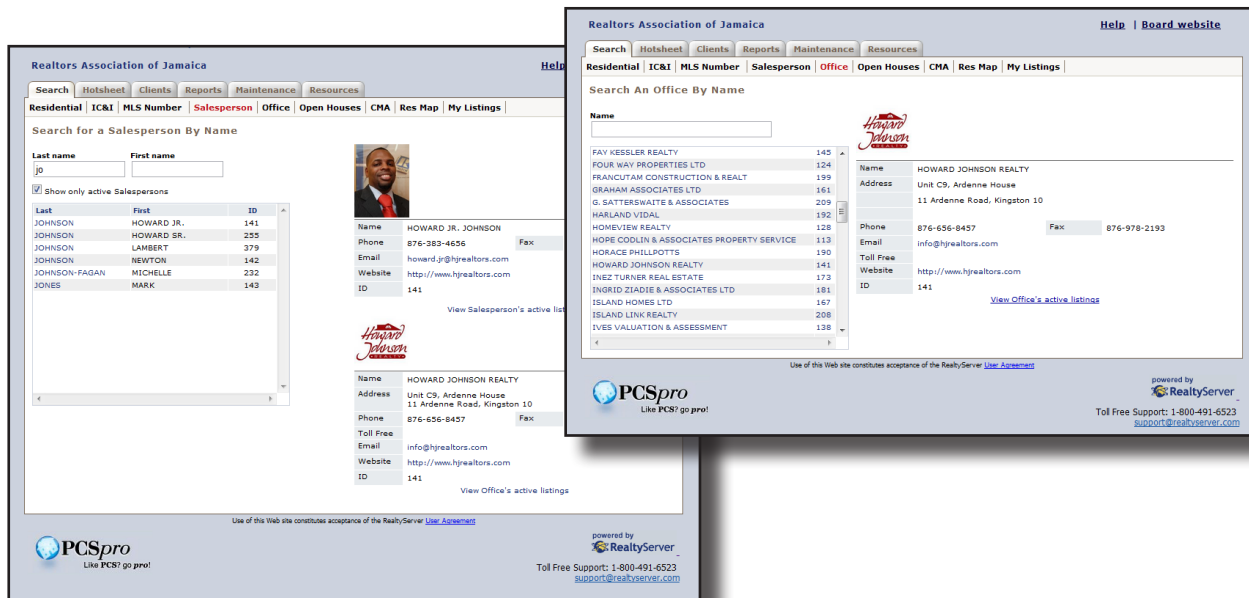 Realtors Association of Jamaica
Help
Search Hotsheet Clients Reports Maintenance Resources
Residential | IC&I | MLS Number | Salesperson | Office | Open Houses | CMA | Res Map | My Listings |
Search for a Salesperson By Name
Last name First name
jo
Show only active Salespersons
Last First ID
JOHNSON HOWARD JR. 141
JOHNSON HOWARD SR. 255
JOHNSON LAMBERT 379
JOHNSON NEWTON 142
JOHNSON-FAGAN MICHELLE 232
JONES MARK 143
Name HOWARD JR. JOHNSON
Phone 876-383-4656 Fax
Email howard.jr@hjrealtors.com
Website http://www.hjrealtors.com
ID 141
View Salesperson's active list
Howard
Johnson
REALTY
Name HOWARD JOHNSON REALTY
Address Unit C9, Ardenne House
11 Ardenne Road, Kingston 10
Phone 876-656-8457 Fax
Toll Free
Email info@hjrealtors.com
Website http://www.hjrealtors.com
ID 141
View Office's active listings
Use of this Web site constitutes acceptance of the RealtyServer User Agreement
PCSpro
Like PCS? go pro!
powered by
RealtyServer
Toll Free Support: 1-800-491-6523
support@realtyserver.com
Realtors Association of Jamaica
Help | Board website
Search Hotsheet Clients Reports Maintenance Resources
Residential | IC&I | MLS Number | Salesperson | Office | Open Houses | CMA | Res Map | My Listings |
Search An Office By Name
Name
FAY KESSLER REALTY 145
FOUR WAY PROPERTIES LTD 124
FRANCUTAM CONSTRUCTION & REALT 199
GRAHAM ASSOCIATES LTD 161
G. SATTERSWAITE & ASSOCIATES 209
HARLAND VIDAL 192
HOMEVIEW REALTY 128
HOPE CODLIN & ASSOCIATES PROPERTY SERVICE 113
HORACE PHILLPOTTS 190
HOWARD JOHNSON REALTY 141
INEZ TURNER REAL ESTATE 173
INGRID ZIADIE & ASSOCIATES LTD 181
ISLAND HOMES LTD 167
ISLAND LINK REALTY 208
IVES VALUATION & ASSESSMENT 138
Howard
Johnson
REALTY
Name HOWARD JOHNSON REALTY
Address Unit C9, Ardenne House
11 Ardenne Road, Kingston 10
Phone 876-656-8457 Fax 876-978-2193
Email info@hjrealtors.com
Toll Free
Website http://www.hjrealtors.com
ID 141
View Office's active listings
Use of this Web site constitutes acceptance of the RealtyServer User Agreement
PCSpro
Like PCS? go pro!
powered by
RealtyServer
Toll Free Support: 1-800-491-6523
support@realtyserver.com